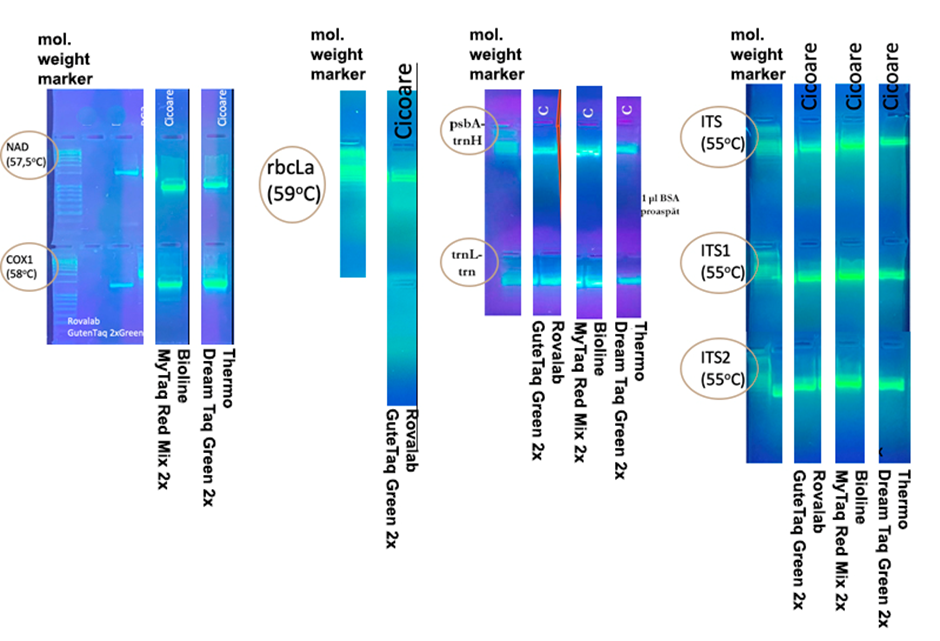 mol.
weight
marker
NAD
(57,5°C)
COX1
(58°C)
Cicoare
Cicoare
Rovalab
GutenTaq 2xGreen
Bioline
MyTaq Red Mix 2x
Thermo
Dream Taq Green 2x
mol.
weight
marker
rbcLa
(59°C)
Cicoare
Rovalab
GuteTaq Green 2x
mol.
weight
marker
psbA-
trnH
trnL-
trn
C
C
C
1 µl BSA
proaspăt
Rovalab
GuteTaq Green 2x
Bioline
MyTaq Red Mix 2x
Thermo
Dream Taq Green 2x
mol.
weight
marker
ITS
(55°C)
ITS1
(55°C)
ITS2
(55°C)
Cicoare
Cicoare
Cicoare
Rovalab
GuteTaq Green 2x
Bioline
MyTaq Red Mix 2x
Thermo
Dream Taq Green 2x